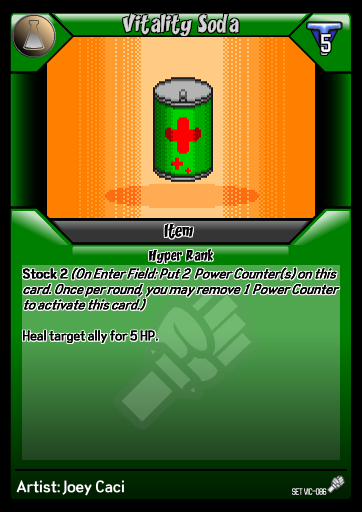 Vitality Soda
5
Item
Hyper Rank
Stock 2 (On Enter Field: Put 2 Power Counter(s) on this
card. Once per round, you may remove 1 Power Counter
to activate this card.)
Heal target ally for 5 HP.
Artist: Joey Caci
SET VIC-086